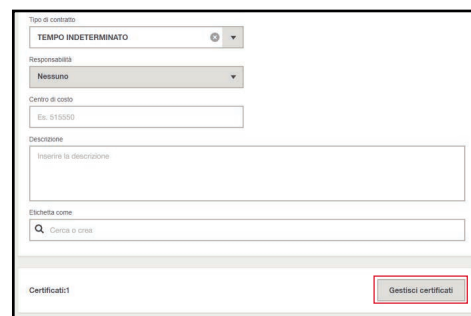 Tipo di contratto
TEMPO INDETERMINATO
Responsabilità
Nessuno
Centro di costo
Es. 515550
Descrizione
Inserire la descrizione
Etichetta come
Cerca o crea
Certificati:1
Gestisci certificati